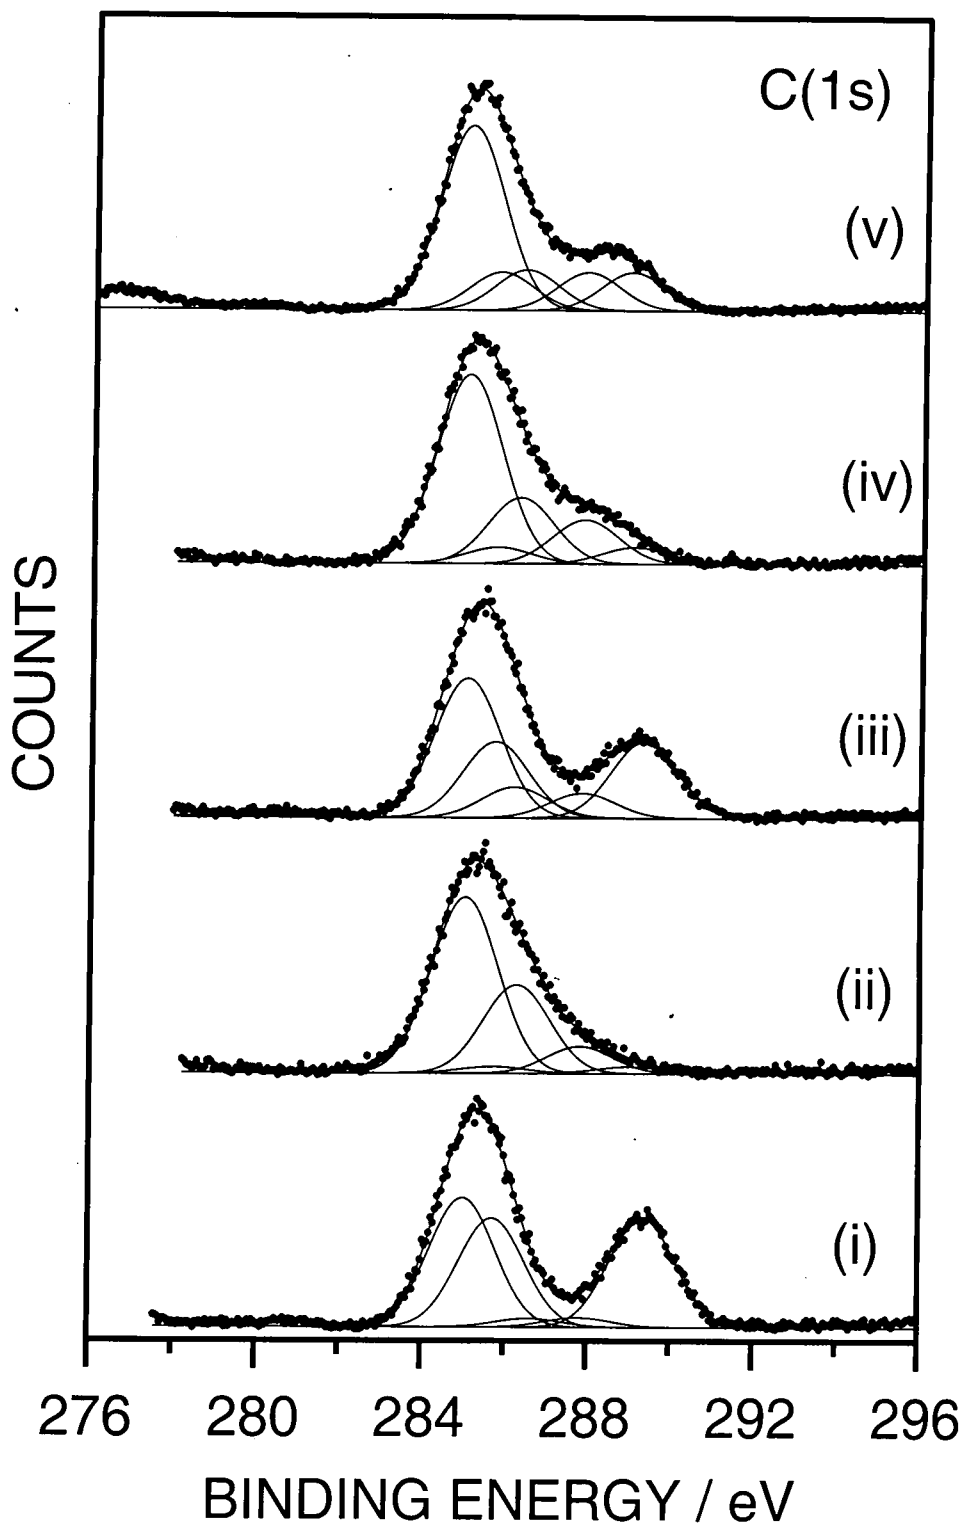 C(1s)
(v)
(iv)
(iii)
(ii)
(i)
COUNTS
276 280 284 288 292 296
BINDING ENERGY / eV